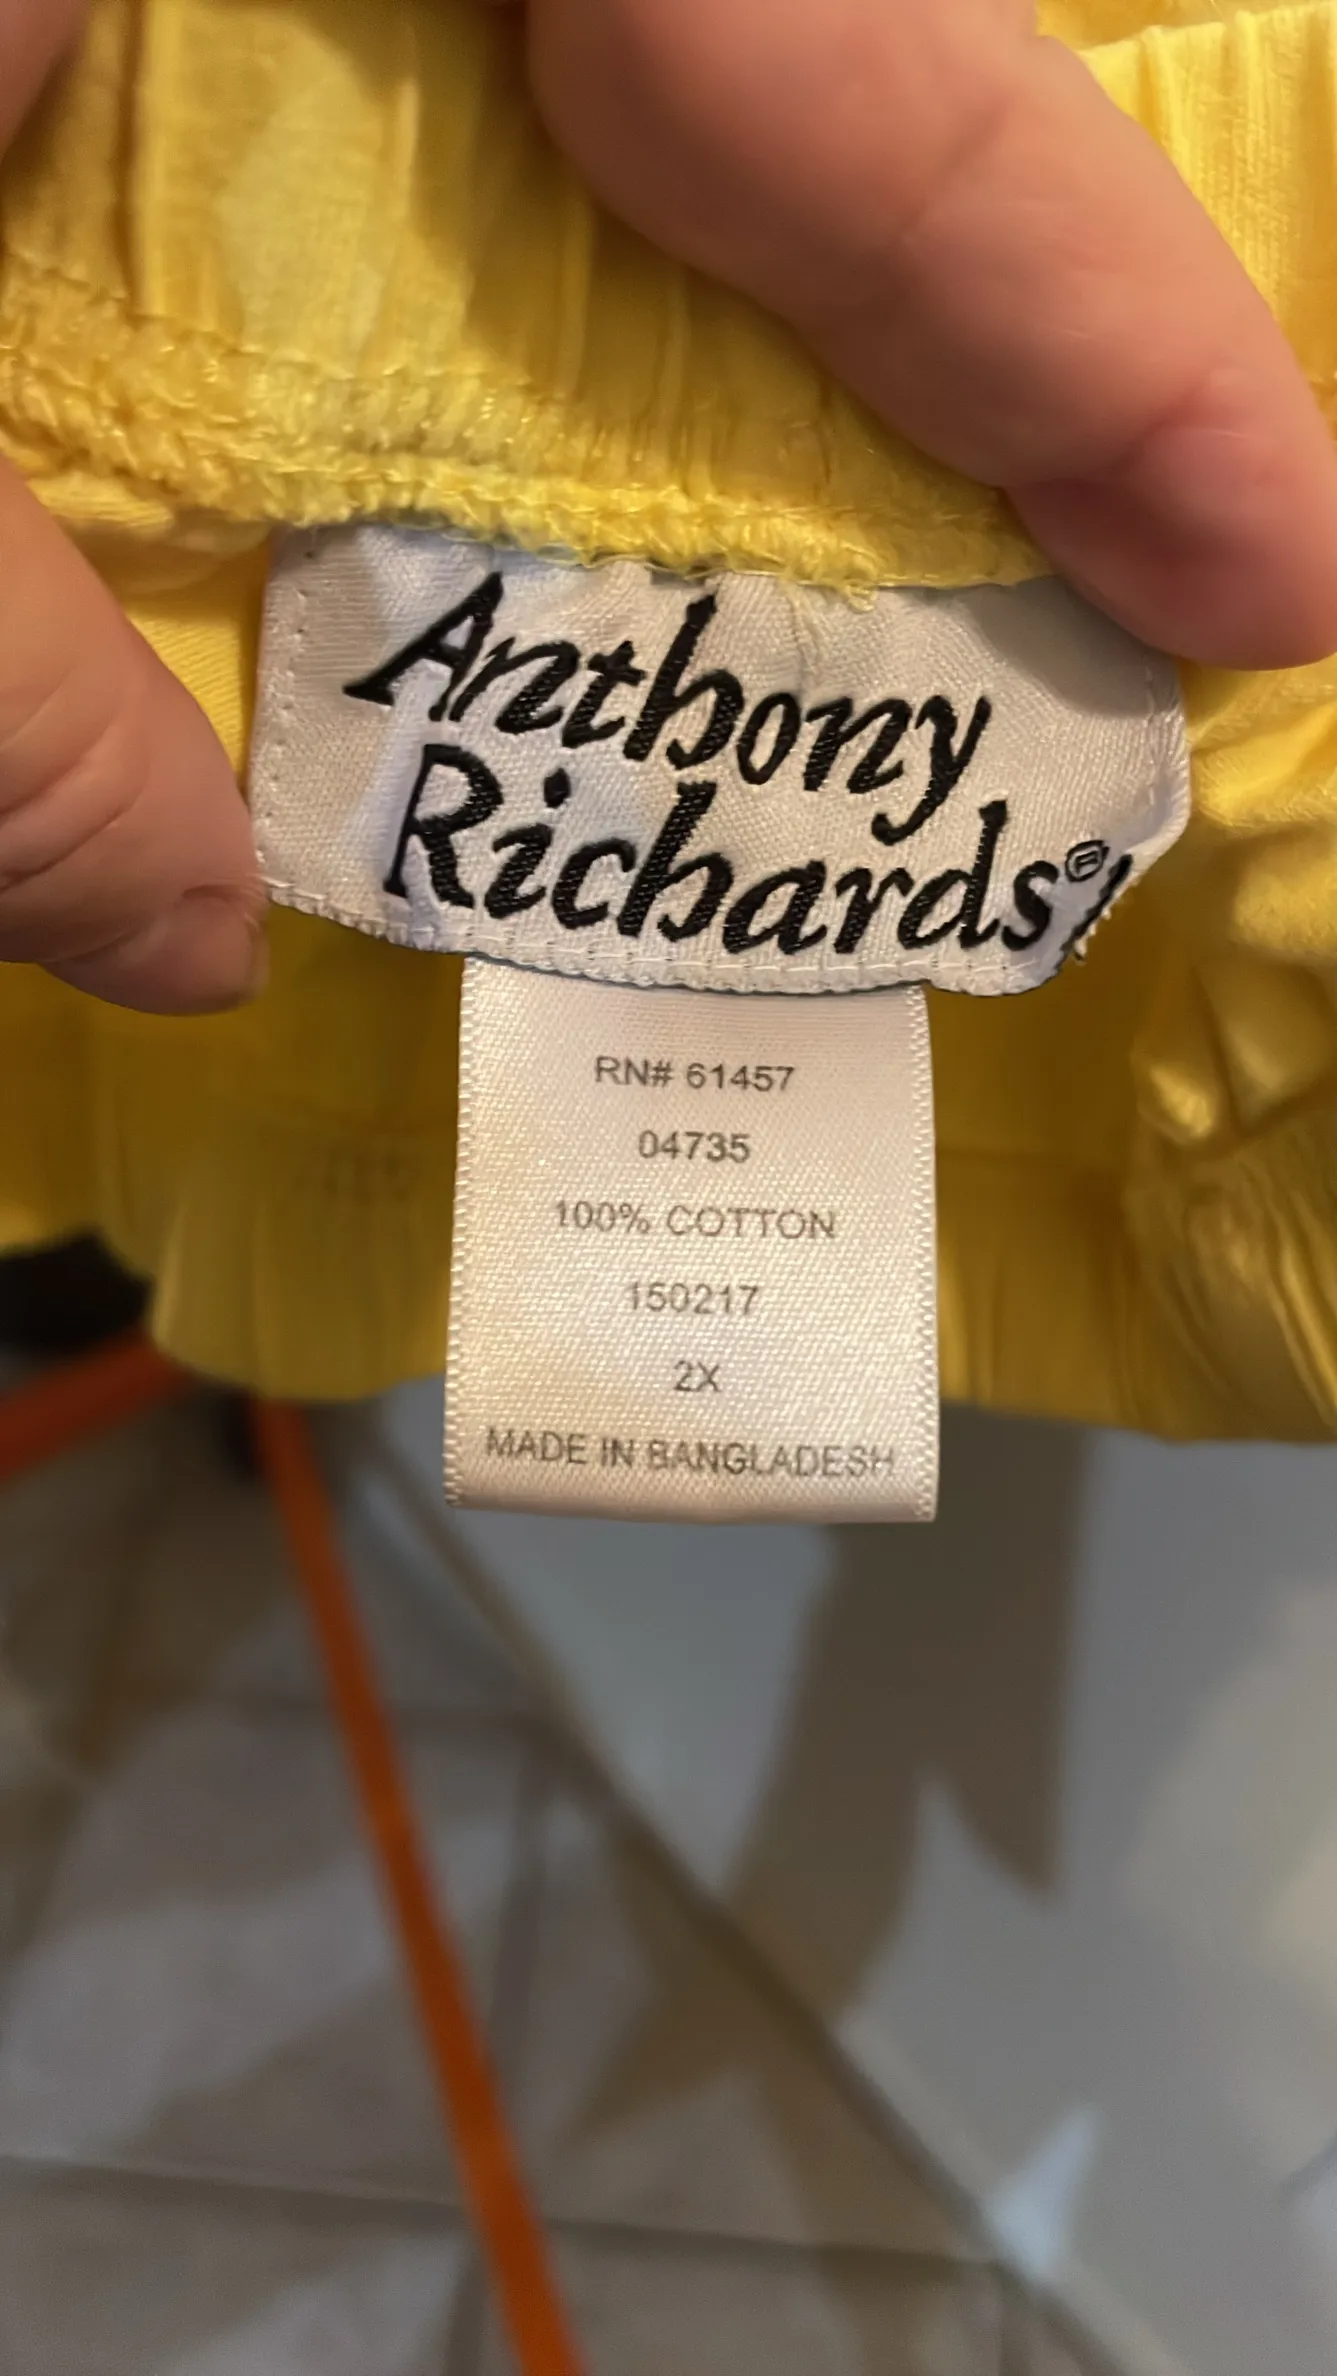 Anthony
Richards®
RN# 61457
04735
100% COTTON
150217
2X
MADE IN BANGLADESH